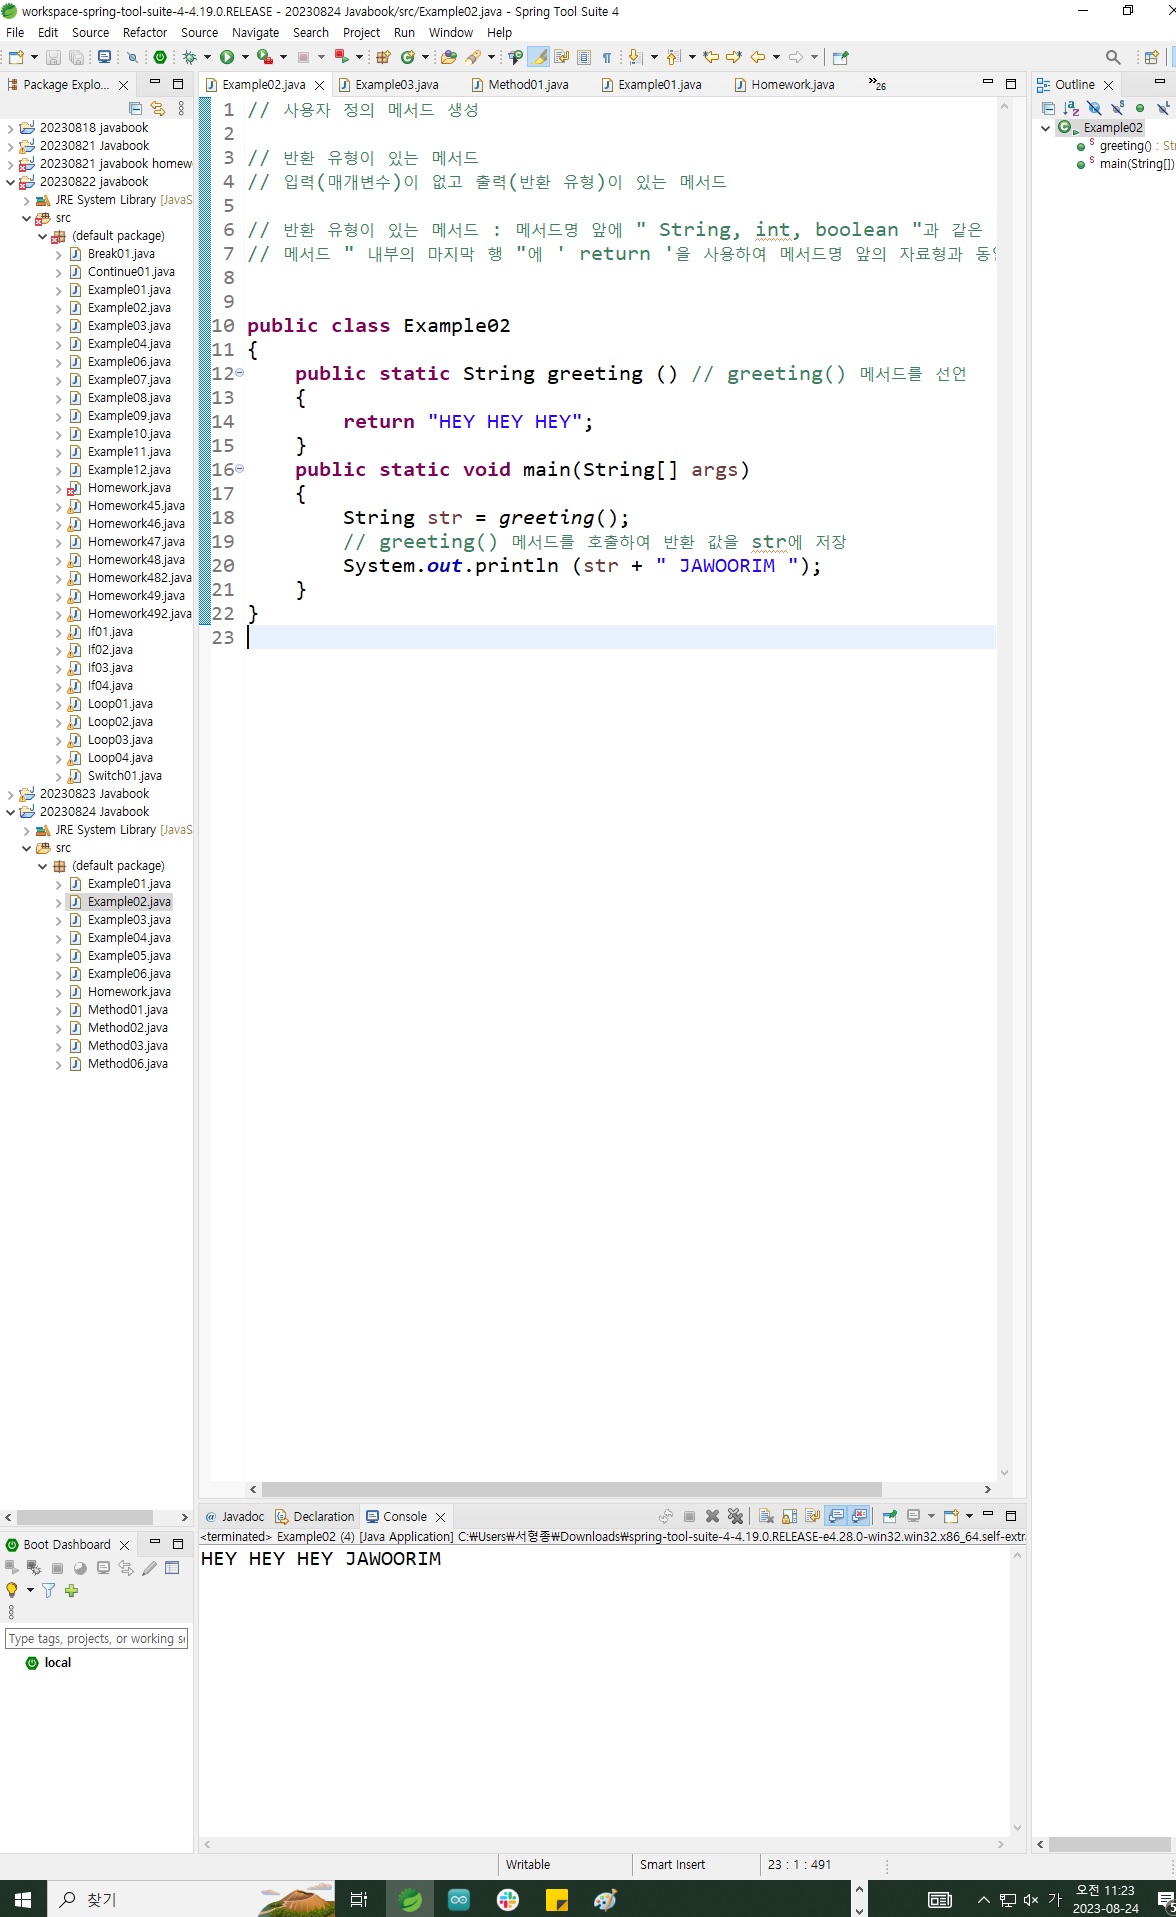 workspace-spring-tool-suite-4-4.19.0.RELEASE - 20230824 Javabook/src/Example02.java - Spring Tool Suite 4
File Edit Source Refactor Source Navigate Search Project Run Window Help
Package Explo...
20230818 javabook
20230821 Javabook
20230821 javabook homew
20230822 javabook
JRE System Library [JavaS
src
(default package)
Break01.java
Continue01.java
Example01.java
Example02.java
Example03.java
Example04.java
Example06.java
Example07.java
Example08.java
Example09.java
Example10.java
Example11.java
Example12.java
Homework.java
Homework45.java
Homework46.java
Homework47.java
Homework48.java
Homework482.java
Homework49.java
Homework492.java
If01.java
If02.java
If03.java
If04.java
Loop01.java
Loop02.java
Loop03.java
Loop04.java
Switch01.java
20230823 Javabook
20230824 Javabook
JRE System Library [JavaS
src
(default package)
Example01.java
Example02.java
Example03.java
Example04.java
Example05.java
Example06.java
Homework.java
Method01.java
Method02.java
Method03.java
Method06.java
Boot Dashboard
Type tags, projects, or working s
local
Example02.java Example03.java Method01.java Example01.java Homework.java »26
1 // 사용자 정의 메서드 생성
2
3 // 반환 유형이 있는 메서드
4 // 입력(매개변수)이 없고 출력(반환 유형)이 있는 메서드
5
6 // 반환 유형이 있는 메서드 : 메서드명 앞에 " String, int, boolean "과 같은
7 // 메서드 " 내부의 마지막 행 "에 ' return '을 사용하여 메서드명 앞의 자료형과 동일
8
9
10 public class Example02
11 {
12 public static String greeting () // greeting() 메서드를 선언
13 {
14 return "HEY HEY HEY";
15 }
16 public static void main(String[] args)
17 {
18 String str = greeting();
19 // greeting() 메서드를 호출하여 반환 값을 str에 저장
20 System.out.println (str + " JAWOORIM ");
21 }
22 }
23
Javadoc Declaration Console
<terminated> Example02 (4) [Java Application] C:₩Users₩서형종₩Downloads₩spring-tool-suite-4-4.19.0.RELEASE-e4.28.0-win32.win32.x86_64.self-extr
HEY HEY HEY JAWOORIM
Outline
Example02
greeting() : St
main(String[])
Writable Smart Insert 23 : 1 : 491
찾기
가
오전 11:23
2023-08-24